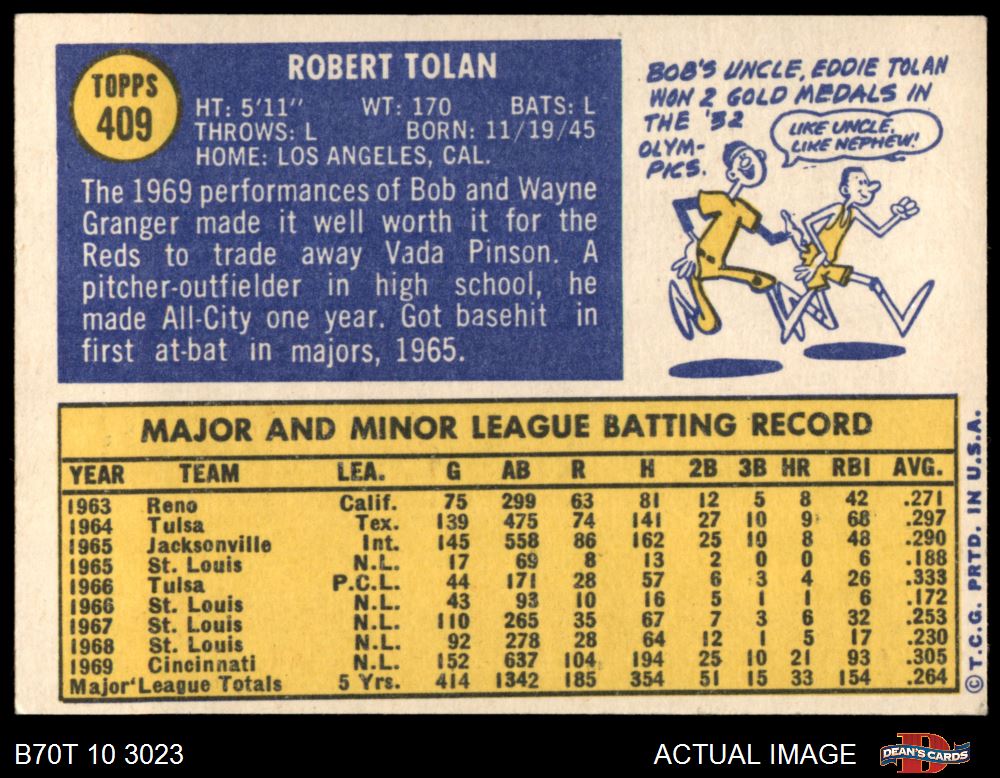 TOPPS
409
ROBERT TOLAN
HT: 5'11" WT: 170 BATS: L
THROWS: L BORN: 11/19/45
HOME: LOS ANGELES, CAL.
The 1969 performances of Bob and Wayne
Granger made it well worth it for the
Reds to trade away Vada Pinson. A
pitcher-outfielder in high school, he
made All-City one year. Got basehit in
first at-bat in majors, 1965.
BOB'S UNCLE, EDDIE TOLAN
WON 2 GOLD MEDALS IN
THE '32
OLYM-
PICS.
LIKE UNCLE,
LIKE NEPHEW!
MAJOR AND MINOR LEAGUE BATTING RECORD
YEAR TEAM LEA. G AB R H 2B 3B HR RBI AVG.
1963 Reno Calif. 75 299 63 81 12 5 8 42 .271
1964 Tulsa Tex. 139 475 74 141 27 10 9 68 .297
1965 Jacksonville Int. 145 558 86 162 25 10 8 48 .290
1965 St. Louis N.L. 17 69 8 13 2 0 0 6 .188
1966 Tulsa P.C.L. 44 171 28 57 6 3 4 26 .333
1966 St. Louis N.L. 43 93 10 16 5 1 1 6 .172
1967 St. Louis N.L. 110 265 35 67 7 3 6 32 .253
1968 St. Louis N.L. 92 278 28 64 12 1 5 17 .230
1969 Cincinnati N.L. 152 637 104 194 25 10 21 93 .305
Major League Totals 5 Yrs. 414 1342 185 354 51 15 33 154 .264
© T.C.G. PRTD. IN U.S.A.
B70T 10 3023
ACTUAL IMAGE
DEAN'S CARDS